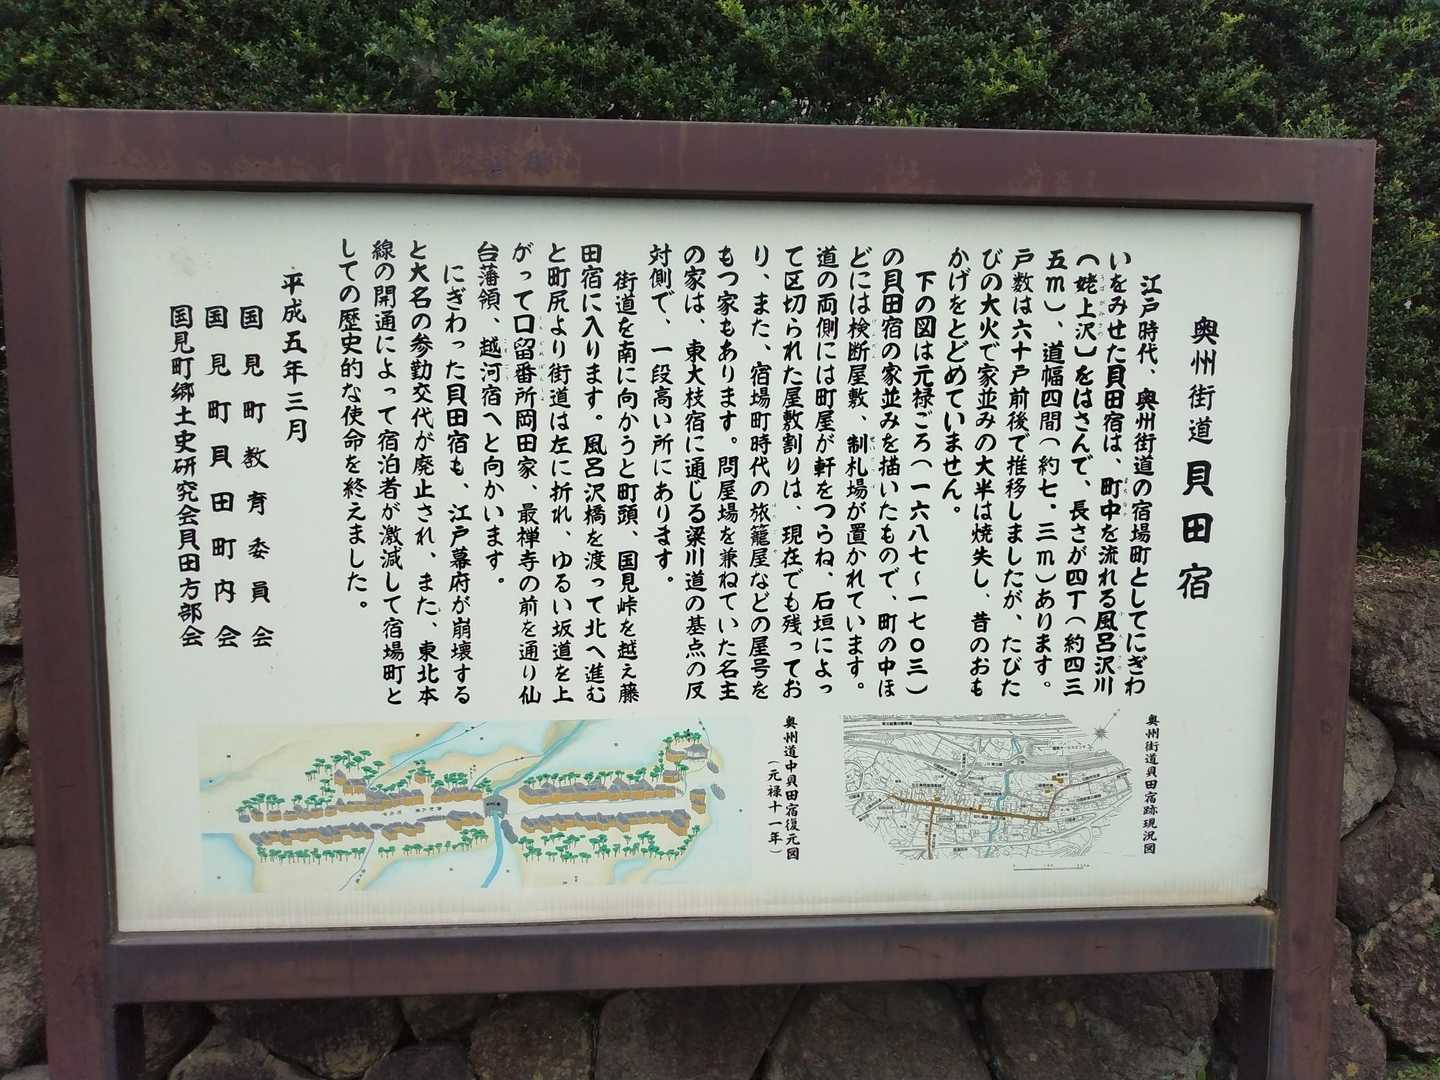 奥州街道 貝田宿
江戸時代、奥州街道の宿場町としてにぎわ
いをみせた貝田宿は、町中を流れる風呂沢川
(姥上沢)をはさんで、長さが四丁(約四三
五m)、道幅四間(約七.三m)あります。
戸数は六十戸前後で推移しましたが、たびた
びの大火で家並みの大半は焼失し、昔のおも
かげをとどめていません。
下の図は元禄ごろ(一六八七~一七〇三)
の貝田宿の家並みを描いたもので、町の中ほ
どには検断屋敷、制札場が置かれています。
道の両側には町屋が軒をつらね、石垣によっ
て区切られた屋敷割りは、現在でも残ってお
り、また、宿場町時代の旅籠屋などの屋号を
もつ家もあります。問屋場を兼ねていた名主
の家は、東大枝宿に通じる梁川道の基点の反
対側で、一段高い所にあります。
街道を南に向かうと町頭、国見峠を越え藤
田宿に入ります。風呂沢橋を渡って北へ進む
と町尻より街道は左に折れ、ゆるい坂道を上
がって口留番所岡田家、最禅寺の前を通り仙
台藩領、越河宿へと向かいます。
にぎわった貝田宿も、江戸幕府が崩壊する
と大名の参勤交代が廃止され、また、東北本
線の開通によって宿泊者が激減して宿場町と
しての歴史的な使命を終えました。
平成五年三月
国見町教育委員会
国見町貝田町内会
国見町郷土史研究会貝田方部会
奥州街道貝田宿跡現況図
奥州道中貝田宿復元図
(元禄十一年)